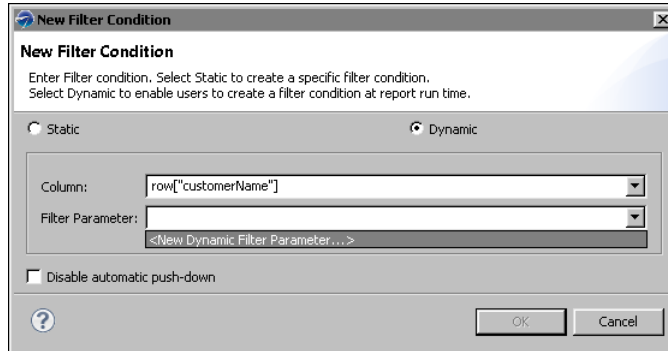 New Filter Condition
New Filter Condition
Enter Filter condition. Select Static to create a specific filter condition.
Select Dynamic to enable users to create a filter condition at report run time.
Static
Dynamic
Column:
row["customerName"]
Filter Parameter:
<New Dynamic Filter Parameter...>
Disable automatic push-down
?
OK
Cancel